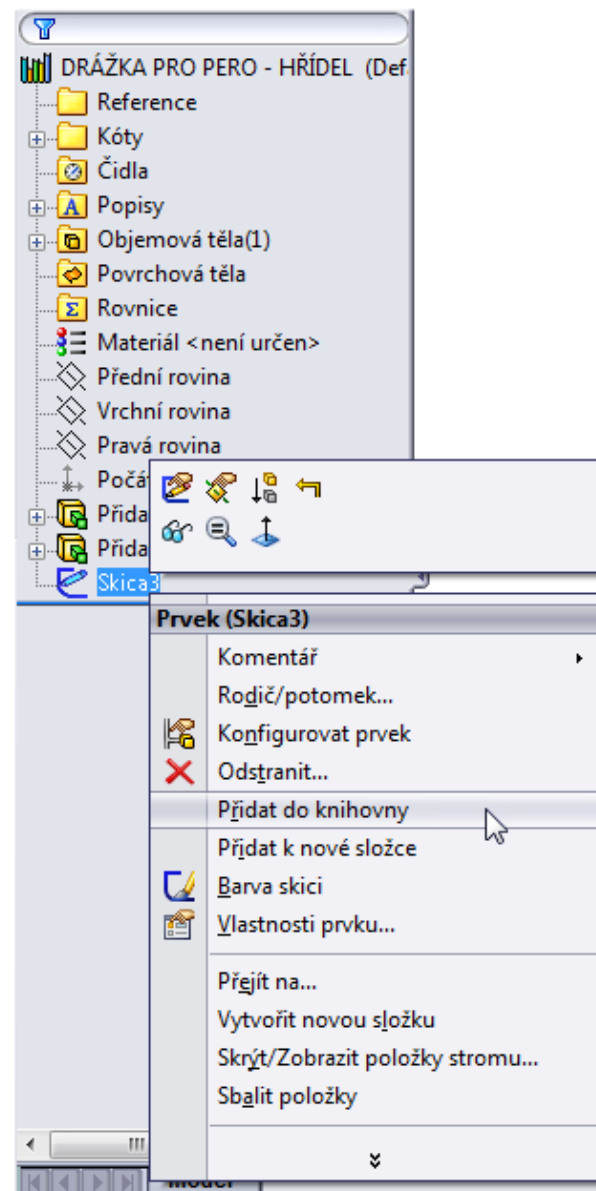 DRÁŽKA PRO PERO - HŘÍDEL (Def
Reference
Kóty
Čidla
Popisy
Objemová těla(1)
Povrchová těla
Rovnice
Materiál <není určen>
Přední rovina
Vrchní rovina
Pravá rovina
Počá
Přida
Přida
Skica3
Prvek (Skica3)
Komentář
Rodič/potomek...
Konfigurovat prvek
Odstranit...
Přidat do knihovny
Přidat k nové složce
Barva skici
Vlastnosti prvku...
Přejít na...
Vytvořit novou složku
Skrýt/Zobrazit položky stromu...
Sbalit položky
Model